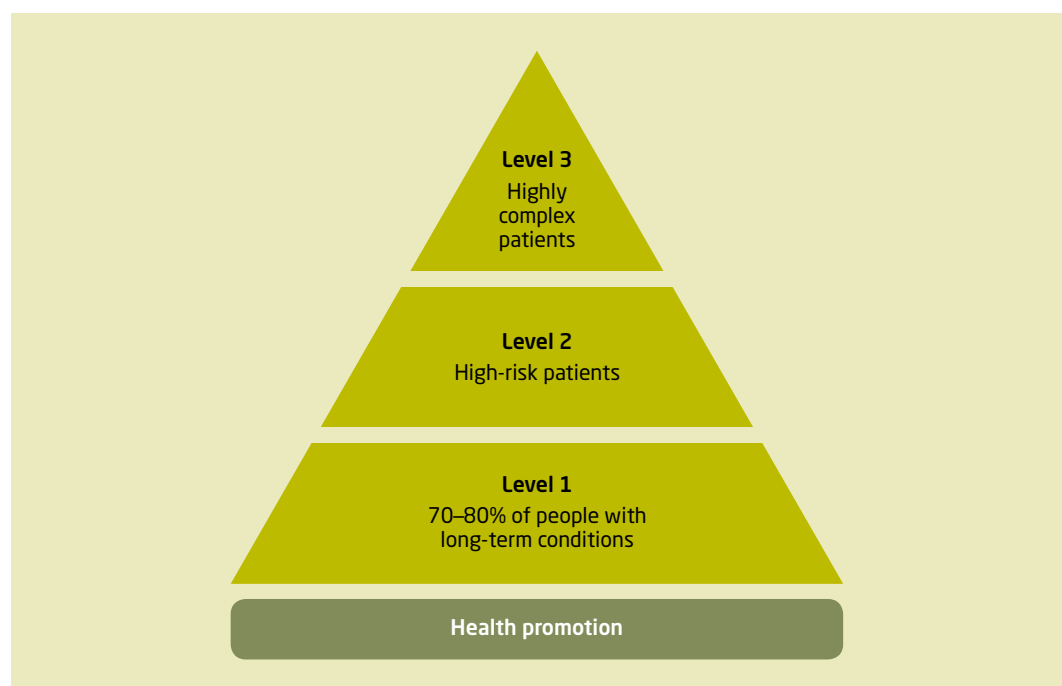 Level 3
Highly
complex
patients
Level 2
High-risk patients
Level 1
70–80% of people with
long-term conditions
Health promotion